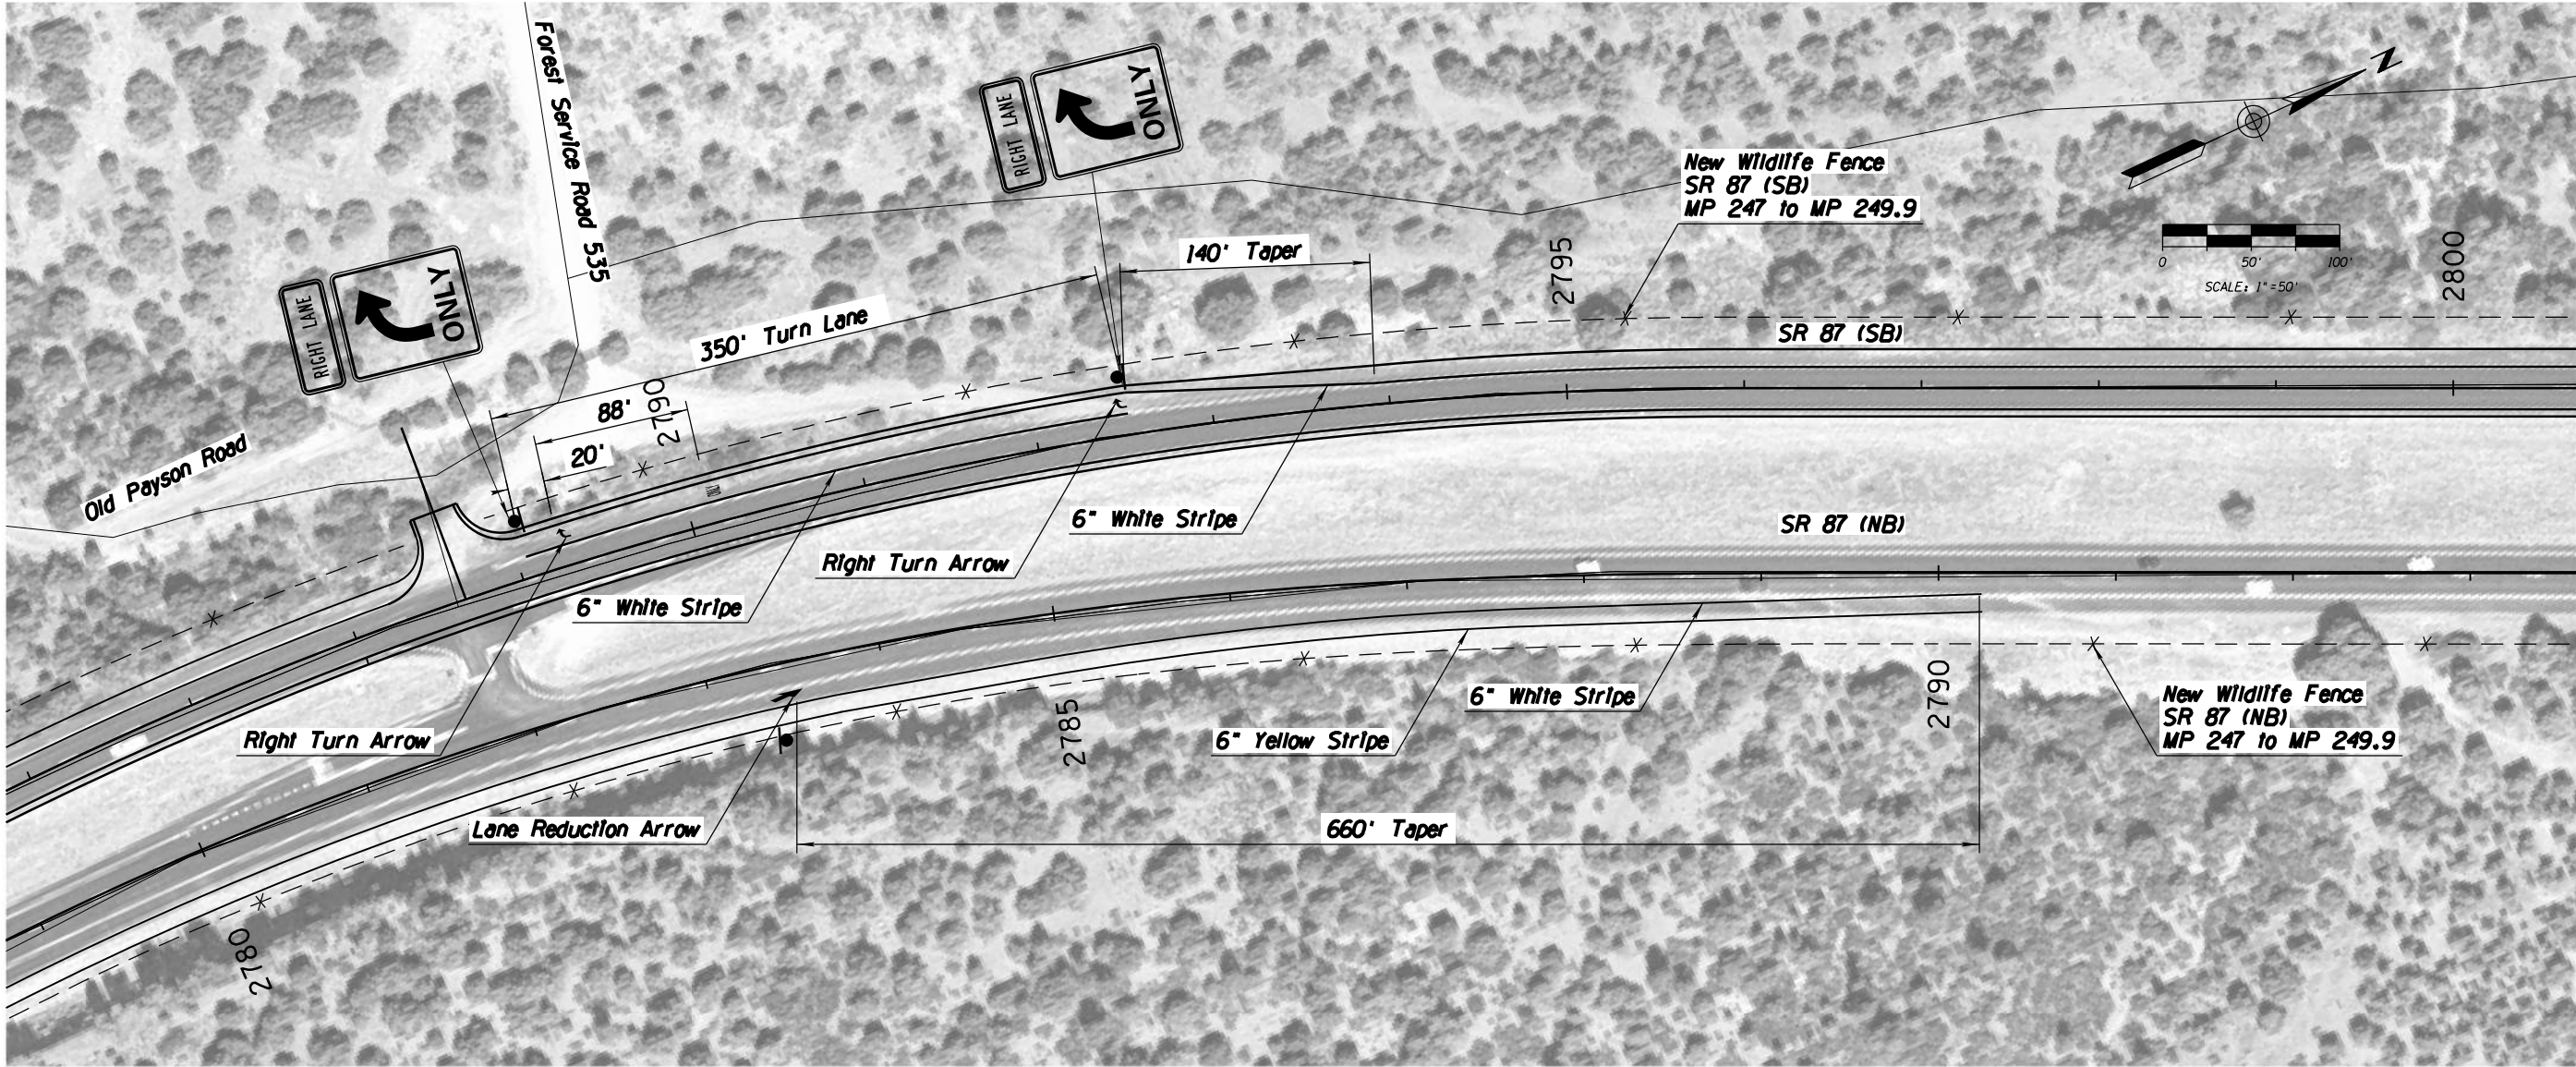 Forest Service Road 535
RIGHT LANE
ONLY
N
New Wildlife Fence
SR 87 (SB)
MP 247 to MP 249.9
0 50' 100'
SCALE: 1"=50'
RIGHT LANE
ONLY
140' Taper
2795
2800
350' Turn Lane
SR 87 (SB)
88'
2790
20'
Old Payson Road
6" White Stripe
SR 87 (NB)
Right Turn Arrow
6" White Stripe
Right Turn Arrow
2785
6" Yellow Stripe
6" White Stripe
2790
New Wildlife Fence
SR 87 (NB)
MP 247 to MP 249.9
Lane Reduction Arrow
660' Taper
2780